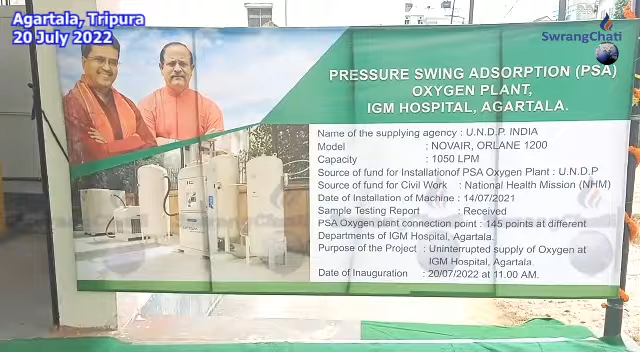 Agartala, Tripura
20 July 2022
SwrangChati
PRESSURE SWING ADSORPTION (PSA)
OXYGEN PLANT,
IGM HOSPITAL, AGARTALA.
Name of the supplying agency : U.N.D.P. INDIA
Model : NOVAIR, ORLANE 1200
Capacity : 1050 LPM
Source of fund for Installationof PSA Oxygen Plant : U.N.D.P
Source of fund for Civil Work : National Health Mission (NHM)
Date of Installation of Machine : 14/07/2021
Sample Testing Report : Received
PSA Oxygen plant connection point : 145 points at different
Departments of IGM Hospital, Agartala.
Purpose of the Project : Uninterrupted supply of Oxygen at
IGM Hospital, Agartala.
Date of Inauguration : 20/07/2022 at 11.00 AM.